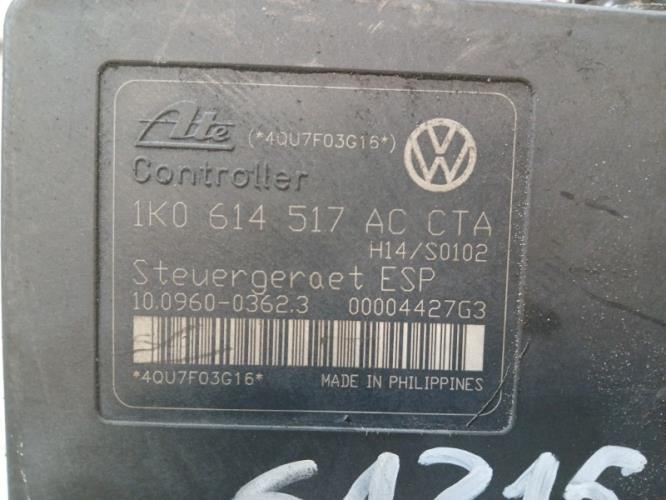 Ate (*4QU7F03G16*)
Controller
1K0 614 517 AC CTA
H14/S0102
Steuergeraet ESP
10.0960-0362.3 00004427G3
*4QU7F03G16* MADE IN PHILIPPINES
61216